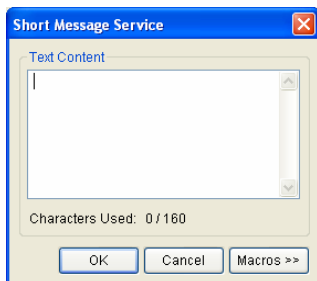 Short Message Service
Text Content
Characters Used: 0/160
OK Cancel Macros >>